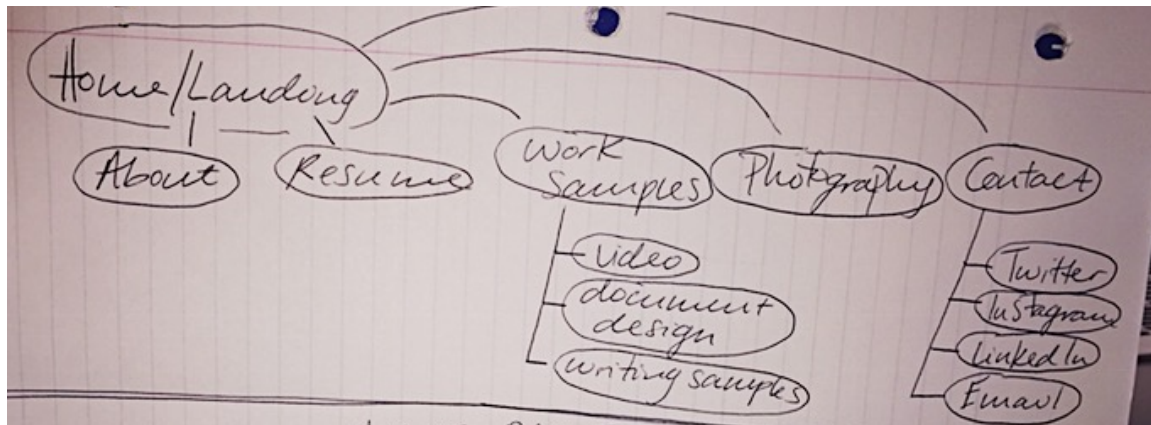 Home/Landing
About
Resume
Work
Samples
Photography
Contact
Video
document
design
writing samples
Twitter
Instagram
LinkedIn
Email